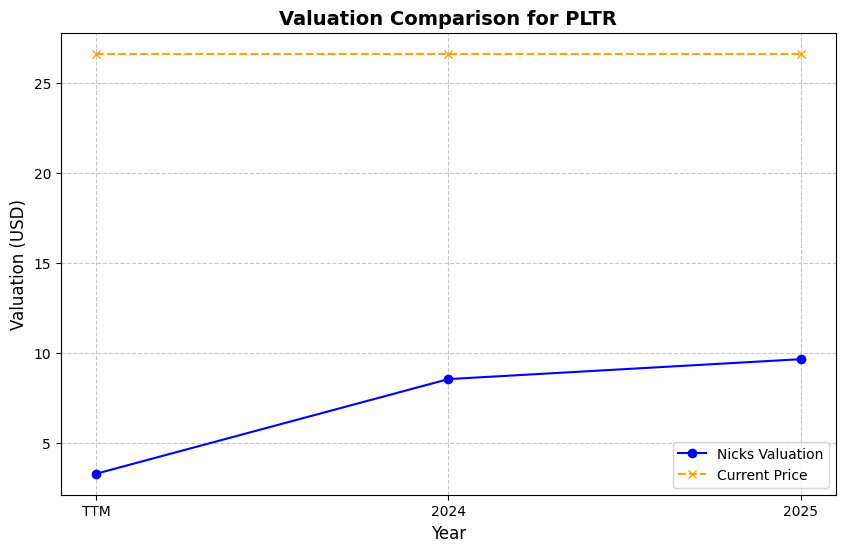 Valuation Comparison for PLTR
Valuation (USD)
25
20
15
10
5
TTM
2024
2025
Year
Nicks Valuation
Current Price